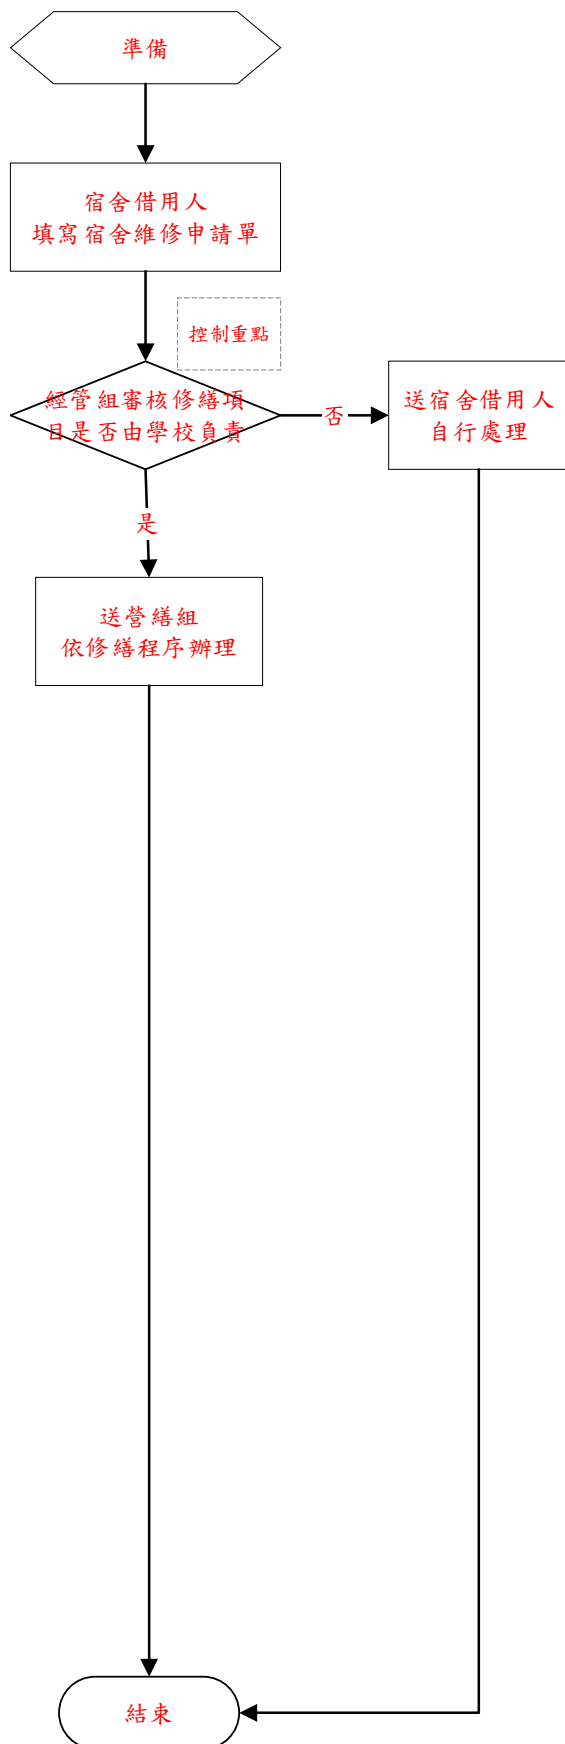 準備
宿舍借用人
填寫宿舍維修申請單
控制重點
經管組審核修繕項
目是否由學校負責
否
送宿舍借用人
自行處理
是
送營繕組
依修繕程序辦理
結束